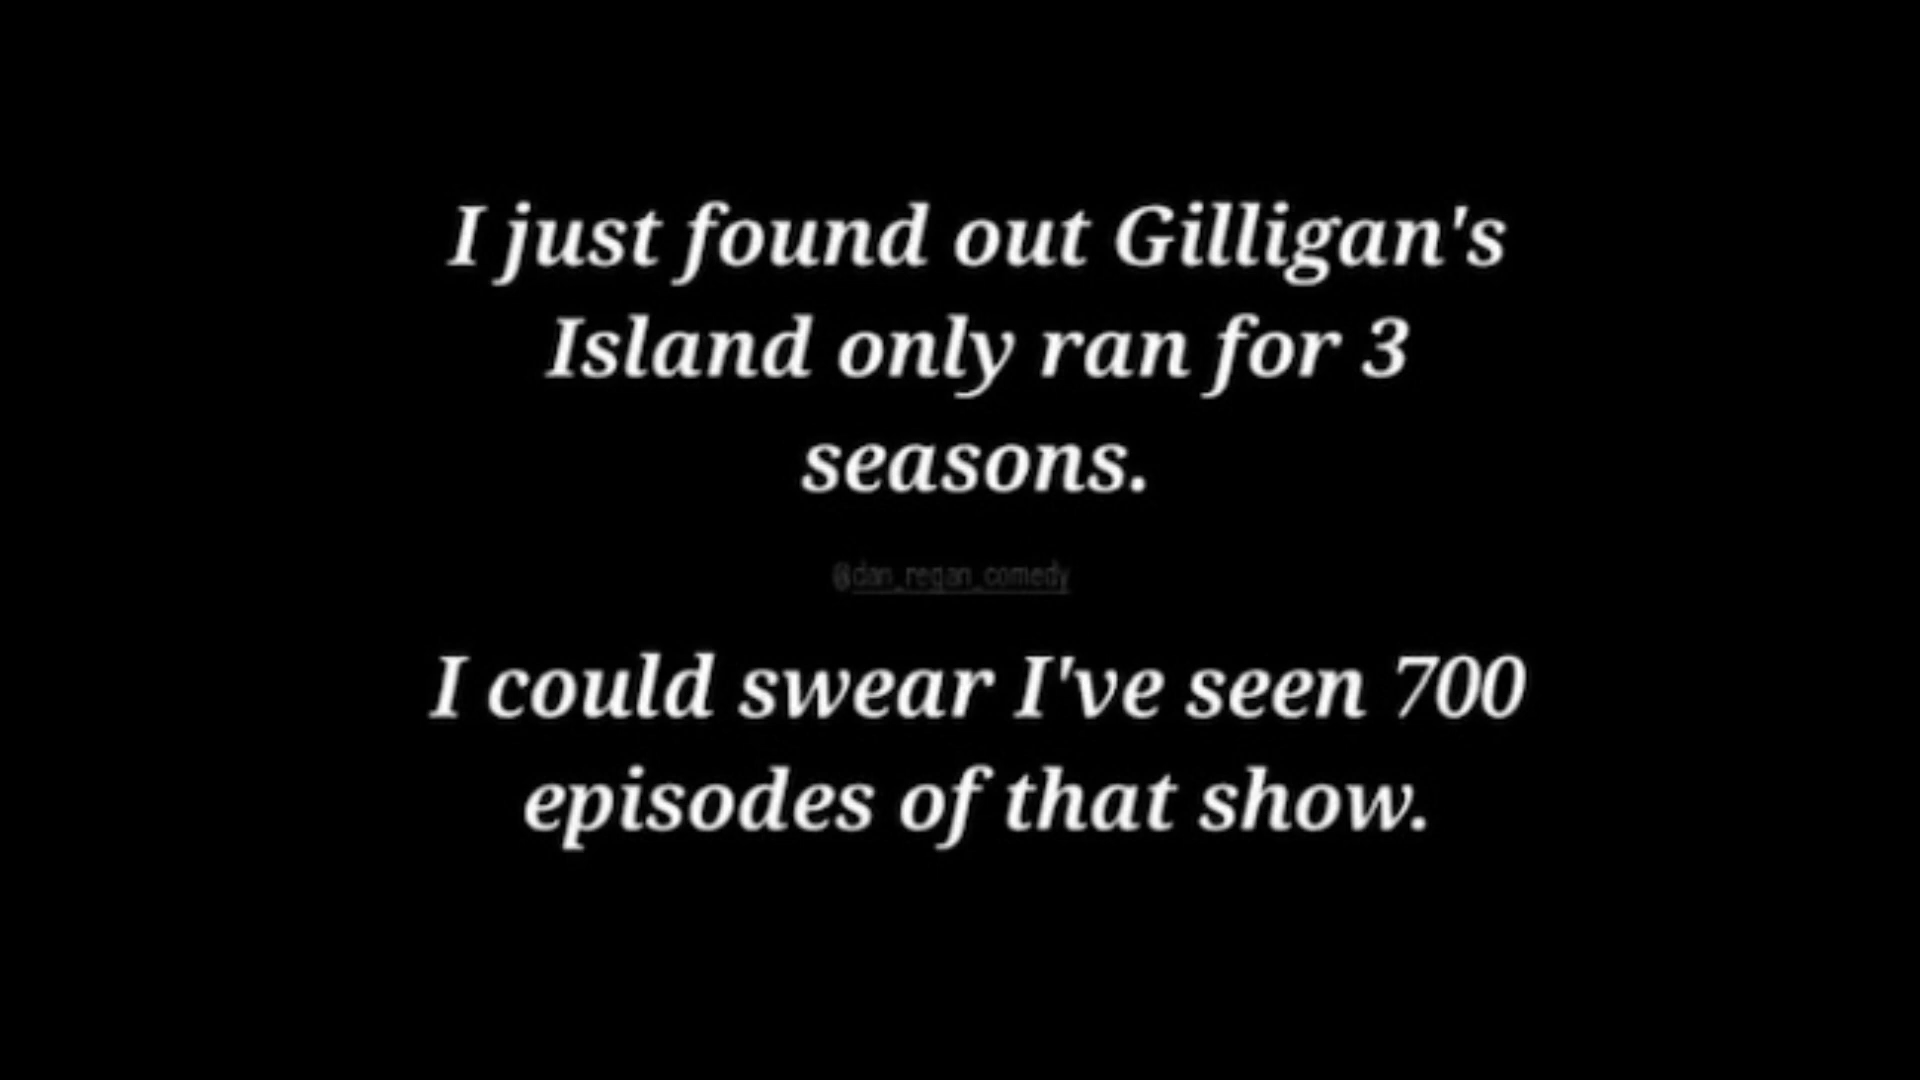 I just found out Gilligan's
Island only ran for 3
seasons.
@dan_regan_comedy
I could swear I've seen 700
episodes of that show.